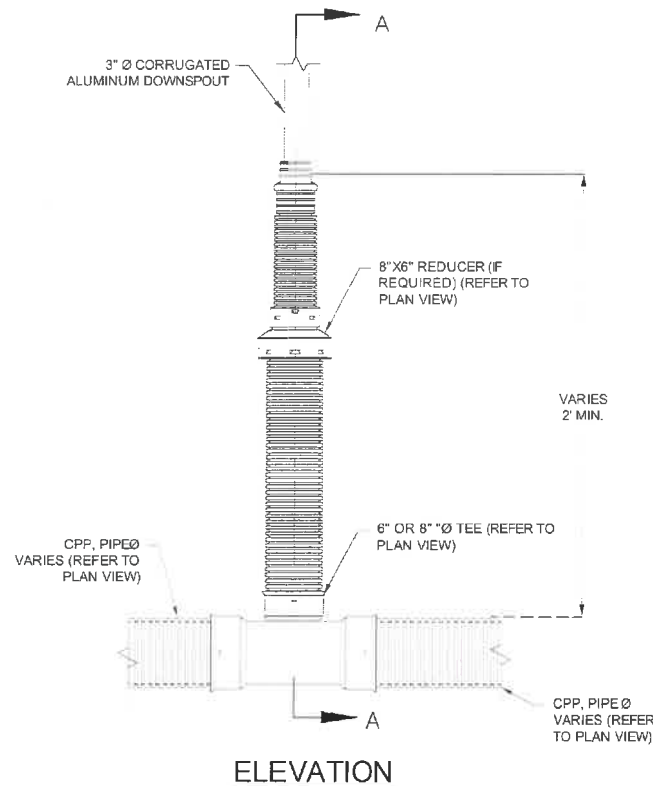 A
3" Ø CORRUGATED
ALUMINUM DOWNSPOUT
8"X6" REDUCER (IF
REQUIRED) (REFER TO
PLAN VIEW)
VARIES
2' MIN.
6" OR 8" "Ø TEE (REFER TO
PLAN VIEW)
CPP, PIPEØ
VARIES (REFER TO
PLAN VIEW)
CPP, PIPE Ø
VARIES (REFER
TO PLAN VIEW)
A
ELEVATION